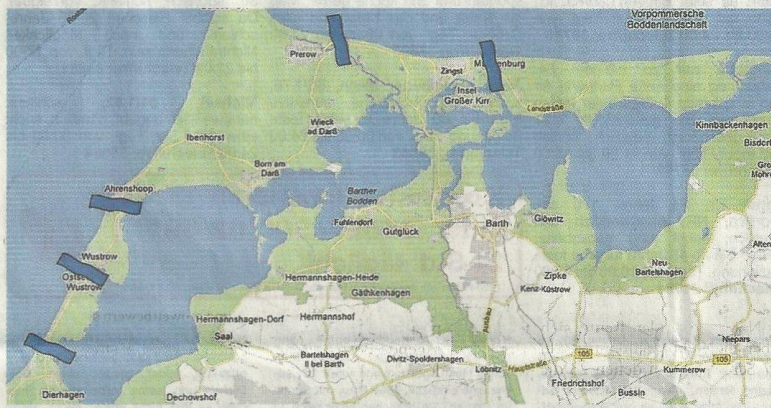 Vorpommersche
Boddenlandschaft
Prerow
Zingst
Insel
Großer Kirr
Landstraße
Kinnbackenhagen
Wieck
ad Darß
Ibenhorst
Born am
Darß
Ahrenshoop
Barther
Bodden
Fuhlendorf
Gutglück
Barth
Glöwitz
Wustrow
Wustrow
Hermannshagen-Heide
Gäthkenhagen
Zipke
Kenz-Küstrow
Neu
Bartelshagen
Hermannshagen-Dorf
Hermannshof
Saal
Bartelshagen
II bei Barth
Divitz-Spoldershagen
Löbnitz
Hauptstraße
105
105
Niepars
Kummerow
Friedrichshof
Bussin
Dierhagen
Dechowshof